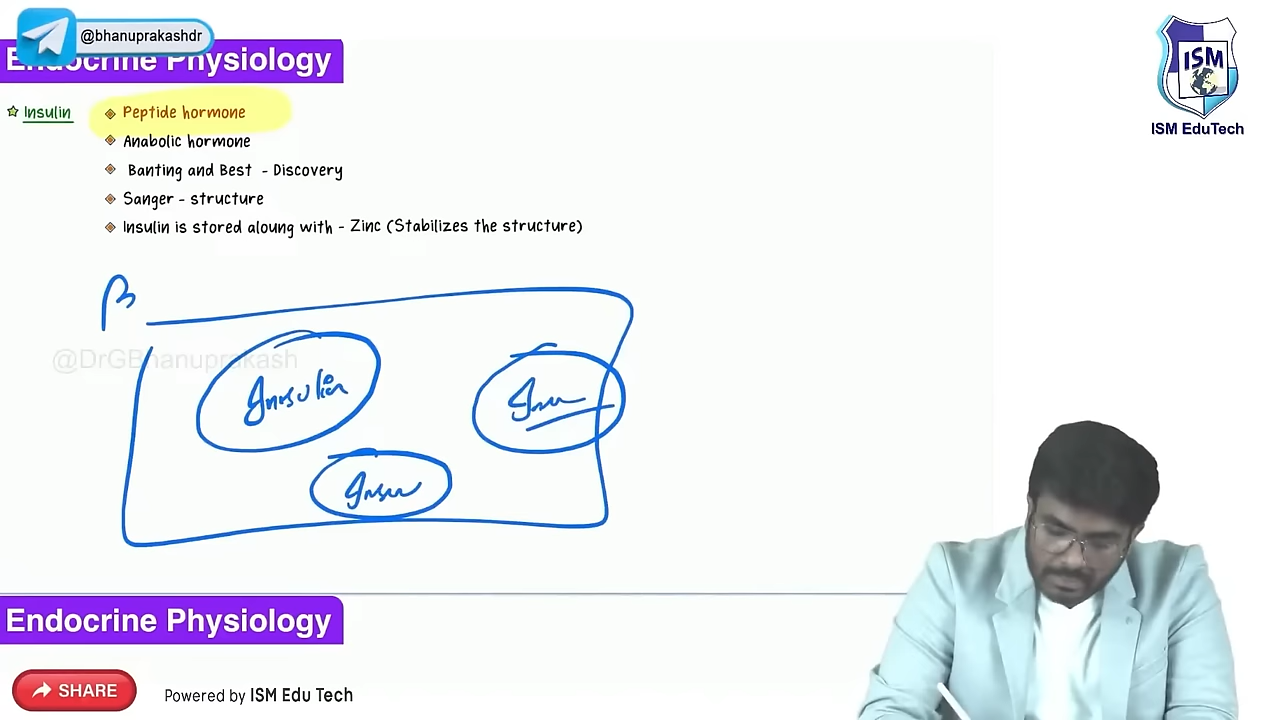 @bhanuprakashdr
Endocrine Physiology
ISM
ISM EduTech
Insulin
Peptide hormone
Anabolic hormone
Banting and Best - Discovery
Sanger - structure
Insulin is stored aloung with - Zinc (Stabilizes the structure)
β
@DrGBhanuprakash
Insulin
Endocrine Physiology
SHARE
Powered by ISM Edu Tech